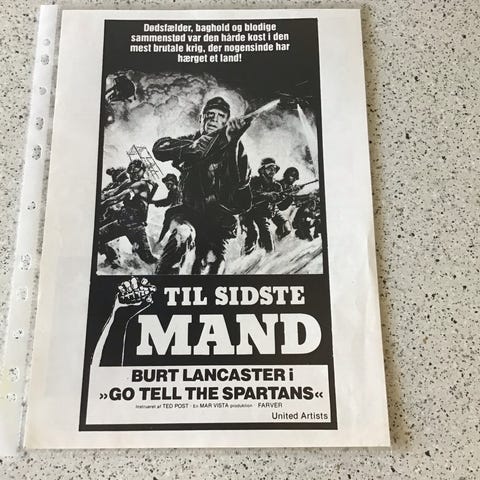 Dødsfælder, baghold og blodige
sammenstød var den hårde kost i den
mest brutale krig, der nogensinde har
hærget et land!
TIL SIDSTE
MAND
BURT LANCASTER i
»GO TELL THE SPARTANS«
Instrueret af TED POST · En MAR VISTA produktion · FARVER
United Artists